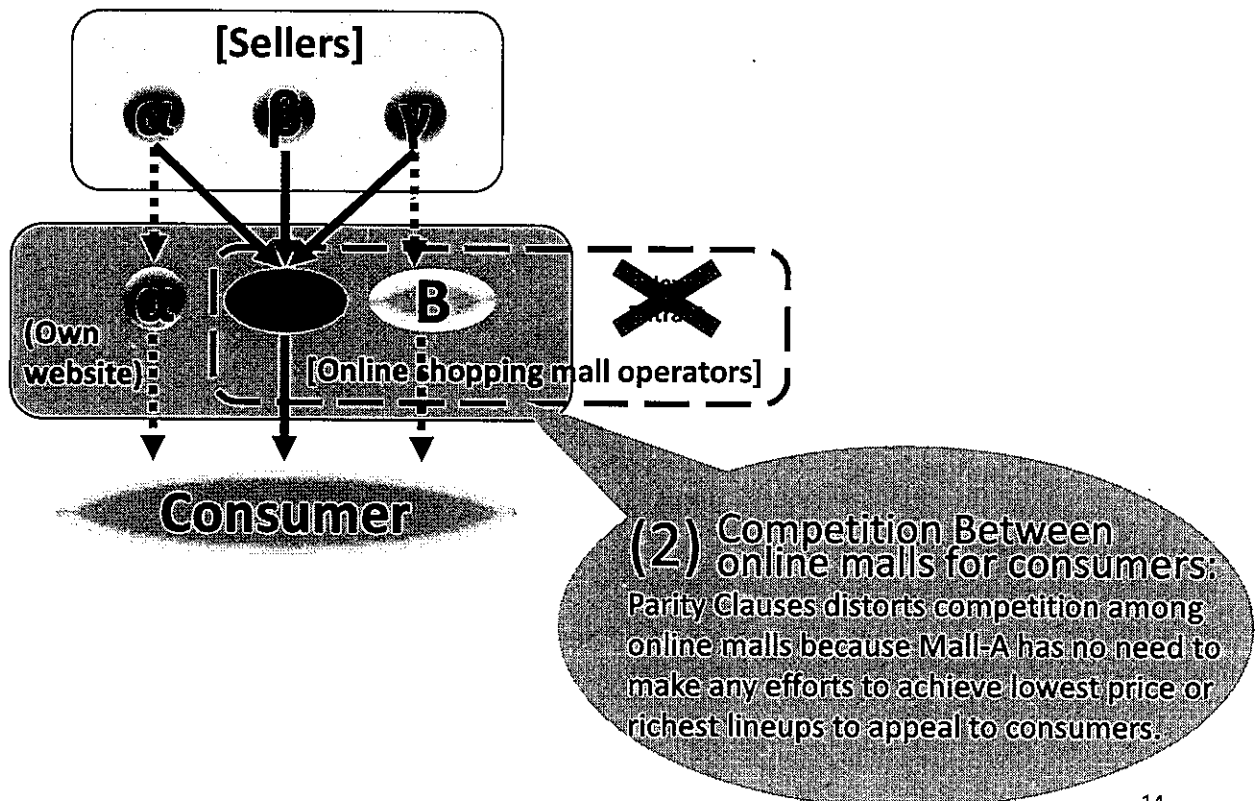 [Sellers]
α β γ
α B
(Own
website)
[Online shopping mall operators]
Consumer
(2) Competition Between
online malls for consumers:
Parity Clauses distorts competition among
online malls because Mall-A has no need to
make any efforts to achieve lowest price or
richest lineups to appeal to consumers.
14